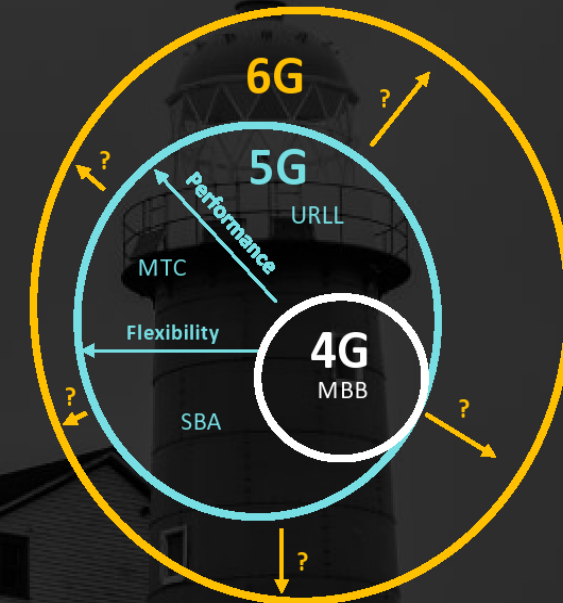 6G
?
?
5G
Performance
URLL
MTC
Flexibility
4G
MBB
?
?
SBA
?